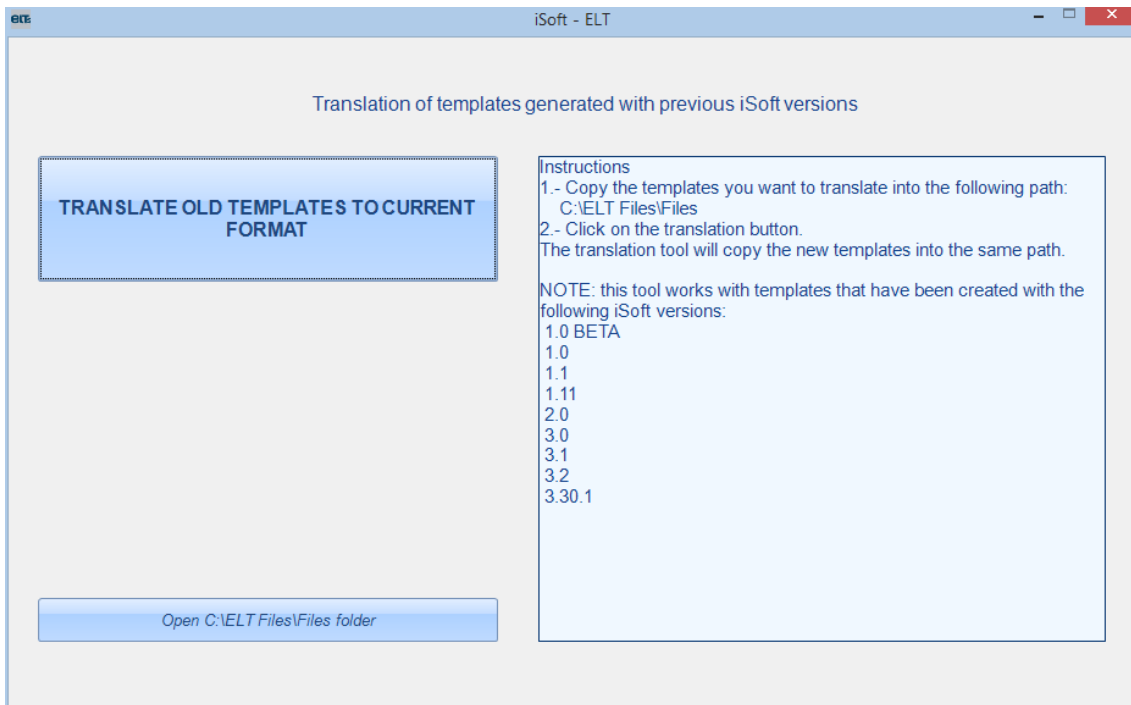 ELT
iSoft - ELT
Translation of templates generated with previous iSoft versions
TRANSLATE OLD TEMPLATES TO CURRENT
FORMAT
Instructions
1.- Copy the templates you want to translate into the following path:
C:\ELT Files\Files
2.- Click on the translation button.
The translation tool will copy the new templates into the same path.
NOTE: this tool works with templates that have been created with the
following iSoft versions:
1.0 BETA
1.0
1.1
1.11
2.0
3.0
3.1
3.2
3.30.1
Open C:\ELT Files\Files folder